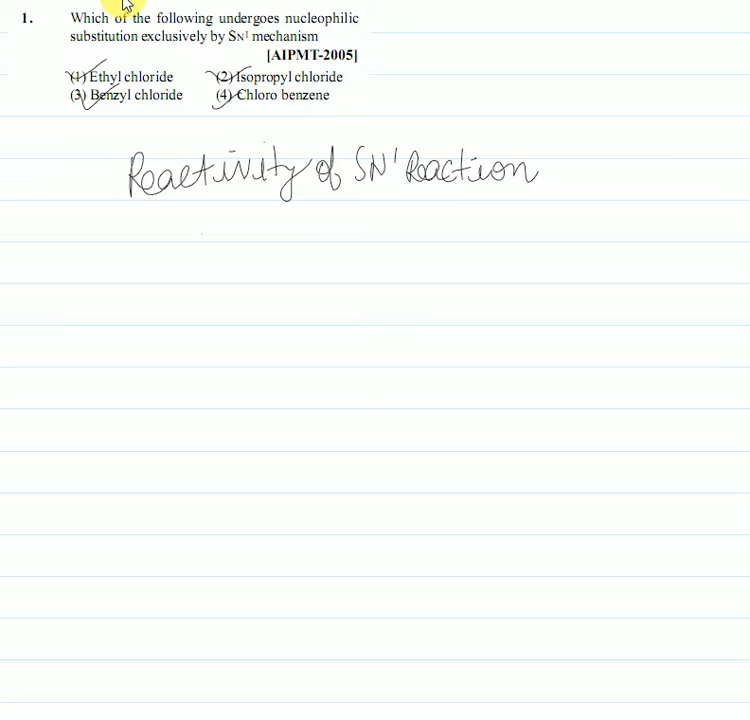 1. Which of the following undergoes nucleophilic
substitution exclusively by SN¹ mechanism
[AIPMT-2005]
(1) Ethyl chloride (2) Isopropyl chloride
(3) Benzyl chloride (4) Chloro benzene
Reactivity of SN' Reaction